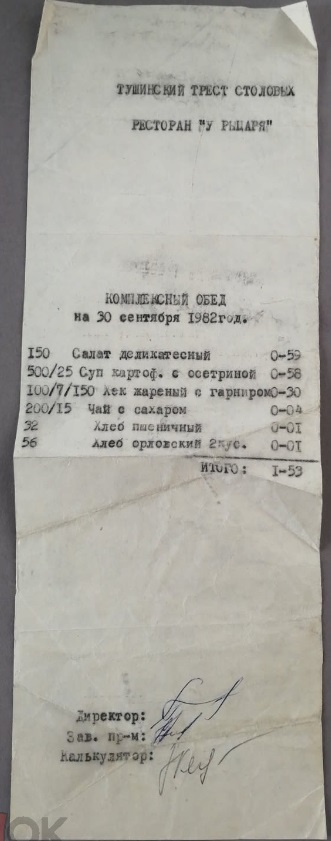 ТУШИНСКИЙ ТРЕСТ СТОЛОВЫХ
РЕСТОРАН "У РЫЦАРЯ"
КОМПЛЕКСНЫЙ ОБЕД
на 30 сентября 1982год.
150 Салат деликатесный 0-59
500/25 Суп картоф. с осетриной 0-58
100/7/150 Хек жареный с гарниром0-30
200/15 Чай с сахаром 0-04
32 Хлеб пшеничный 0-01
56 Хлеб орловский 2кус. 0-01
ИТОГО: 1-53
Директор:
Зав. пр-м:
Калькулятор:
ОК